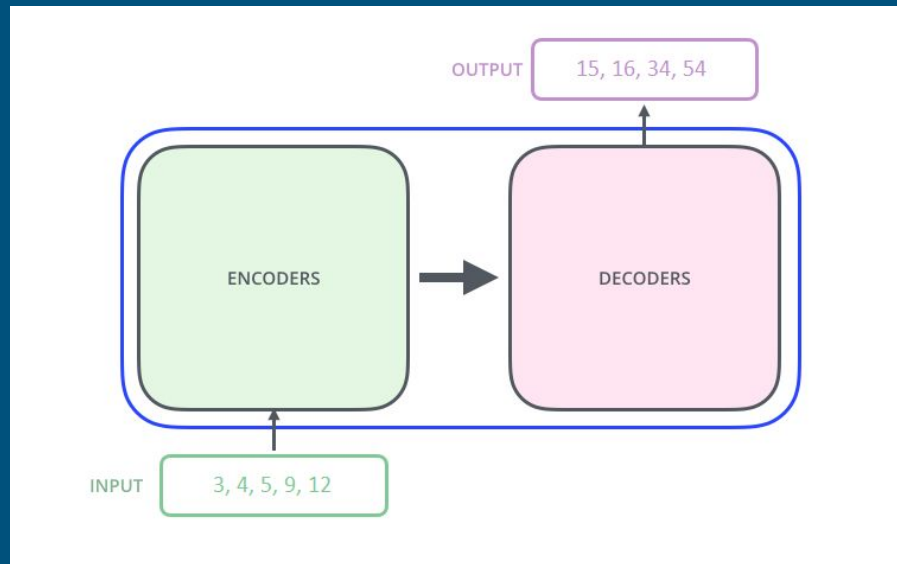 OUTPUT 15, 16, 34, 54
ENCODERS DECODERS
INPUT 3, 4, 5, 9, 12